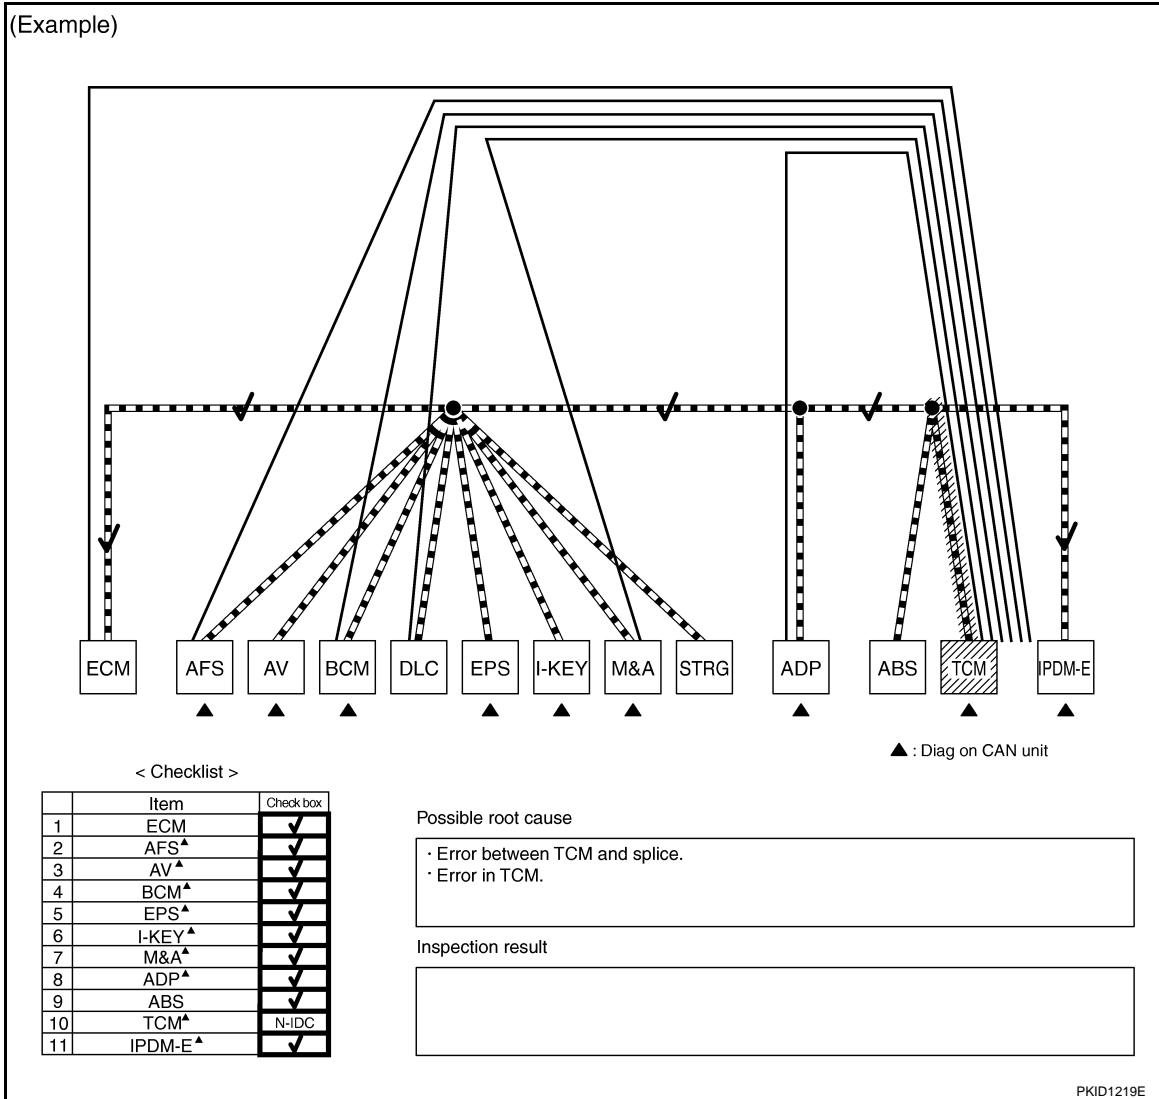 (Example)
ECM AFS AV BCM DLC EPS I-KEY M&A STRG ADP ABS TCM IPDM-E
▲ : Diag on CAN unit
< Checklist >
Item Check box
1 ECM ✓
2 AFS▲ ✓
3 AV▲ ✓
4 BCM▲ ✓
5 EPS▲ ✓
6 I-KEY▲ ✓
7 M&A▲ ✓
8 ADP▲ ✓
9 ABS ✓
10 TCM▲ N-IDC
11 IPDM-E▲ ✓
Possible root cause
· Error between TCM and splice.
· Error in TCM.
Inspection result
PKID1219E